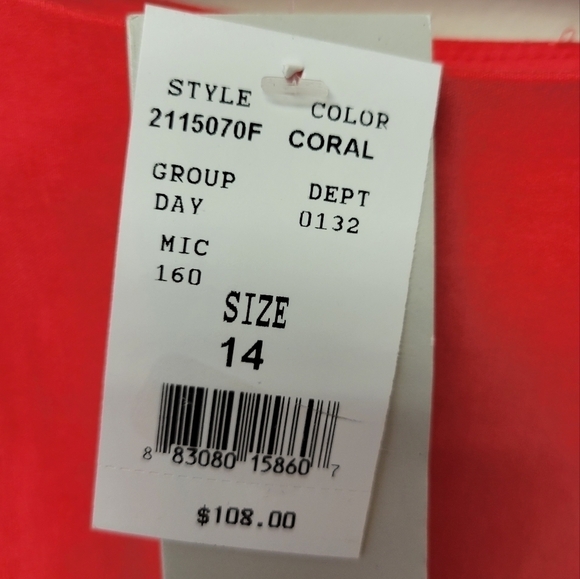 STYLE COLOR
2115070F CORAL
GROUP DEPT
DAY 0132
MIC
160
SIZE
14
8 83080 15860 7
$108.00